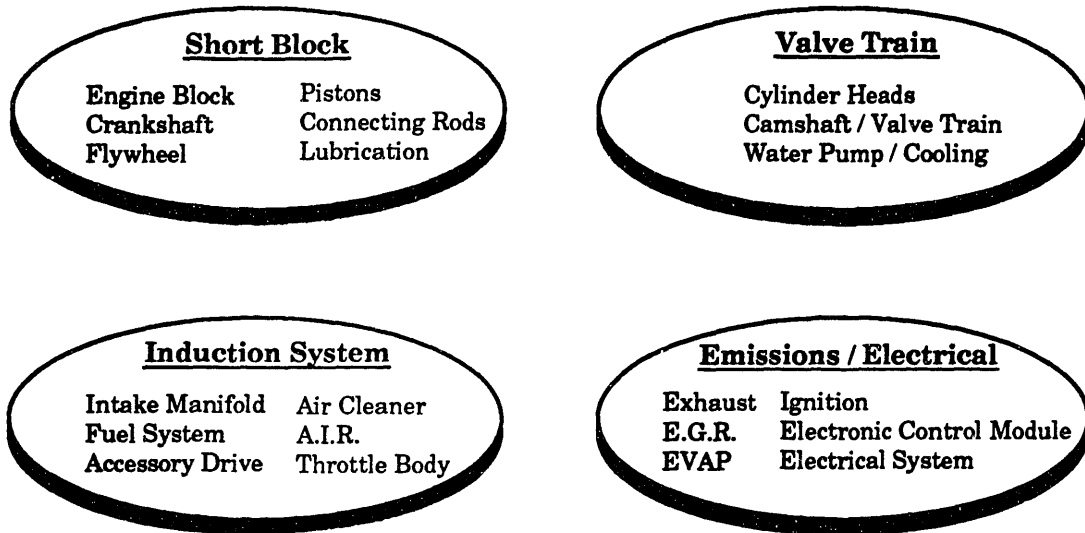 Short Block
Engine Block Pistons
Crankshaft Connecting Rods
Flywheel Lubrication
Valve Train
Cylinder Heads
Camshaft / Valve Train
Water Pump / Cooling
Induction System
Intake Manifold Air Cleaner
Fuel System A.I.R.
Accessory Drive Throttle Body
Emissions / Electrical
Exhaust Ignition
E.G.R. Electronic Control Module
EVAP Electrical System